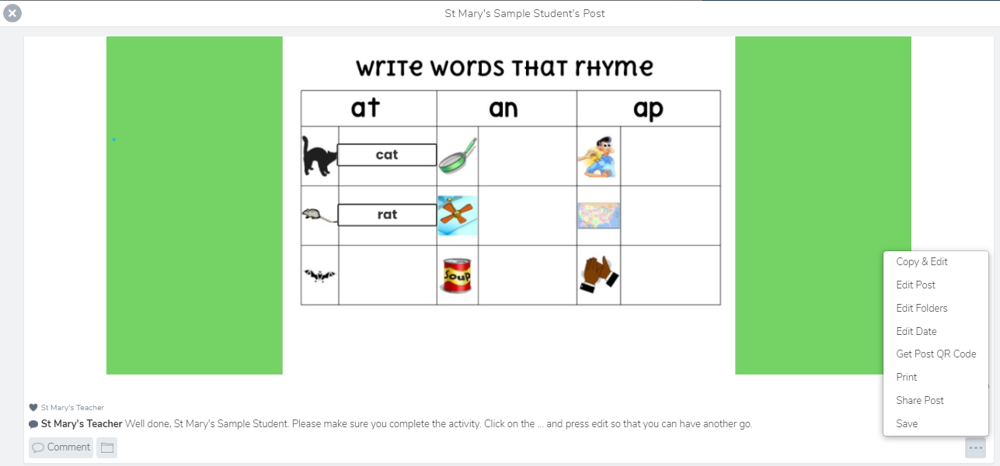 St Mary's Sample Student's Post
WRITE WORDS THAT RHYME
at an ap
cat
rat
Soup
Copy & Edit
Edit Post
Edit Folders
Edit Date
Get Post QR Code
Print
Share Post
Save
St Mary's Teacher
St Mary's Teacher Well done, St Mary's Sample Student. Please make sure you complete the activity. Click on the ... and press edit so that you can have another go.
Comment